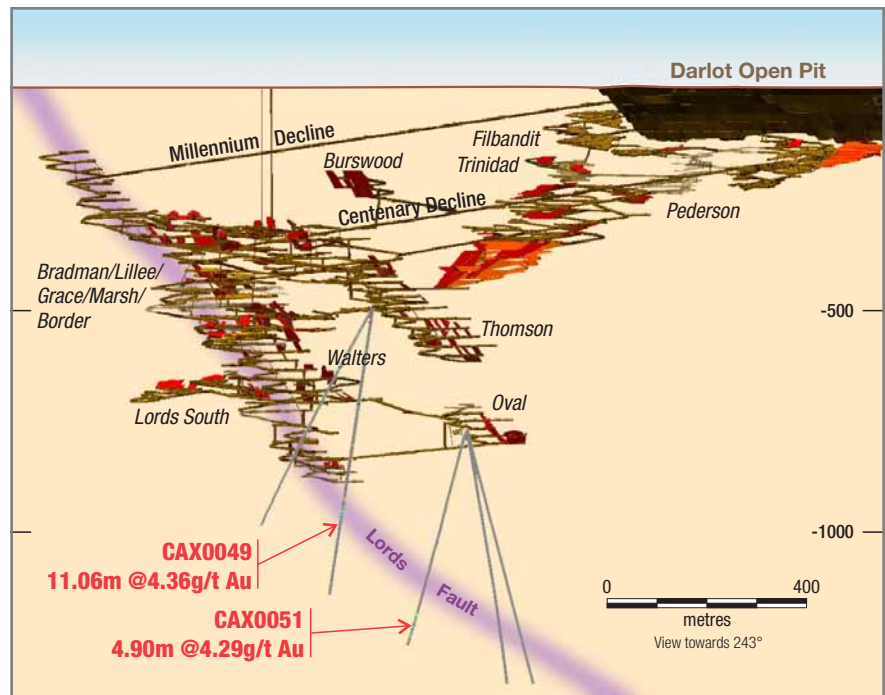 Darlot Open Pit
Millennium Decline
Filbandit
Trinidad
Burswood
Centenary Decline
Pederson
Bradman/Lillee/
Grace/Marsh/
Border
-500
Thomson
Walters
Lords South
Oval
-1000
CAX0049
11.06m @4.36g/t Au
Lords Fault
CAX0051
4.90m @4.29g/t Au
0 400
metres
View towards 243°